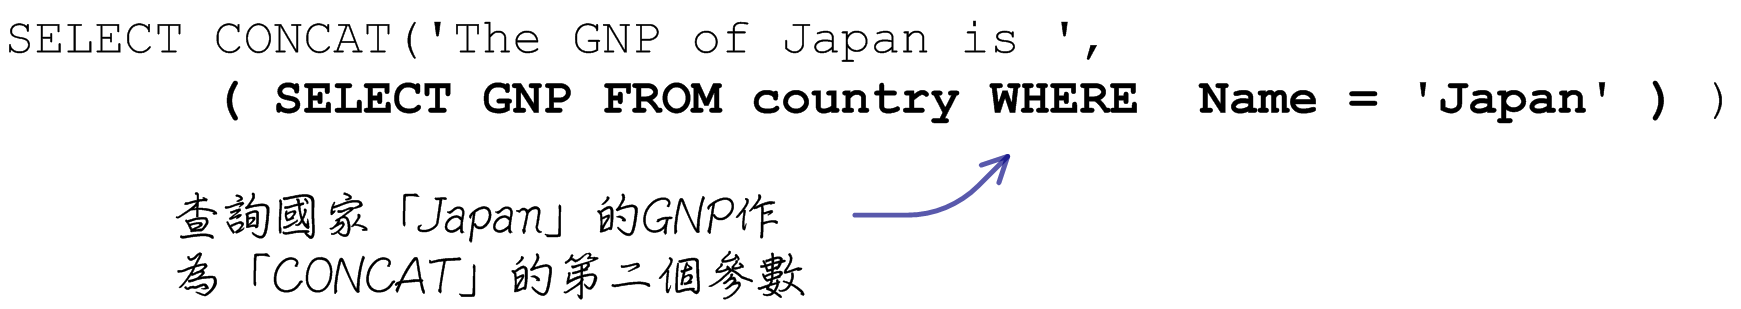 SELECT CONCAT('The GNP of Japan is ',
( SELECT GNP FROM country WHERE  Name = 'Japan' ) )
查詢國家「Japan」的GNP作
為「CONCAT」的第二個參數